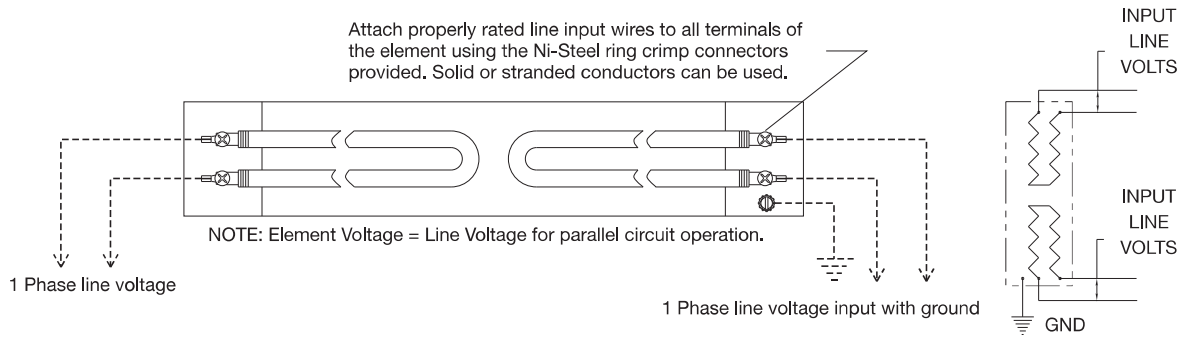 Attach properly rated line input wires to all terminals of
the element using the Ni-Steel ring crimp connectors
provided. Solid or stranded conductors can be used.
NOTE: Element Voltage = Line Voltage for parallel circuit operation.
1 Phase line voltage
1 Phase line voltage input with ground
INPUT
LINE
VOLTS
INPUT
LINE
VOLTS
GND